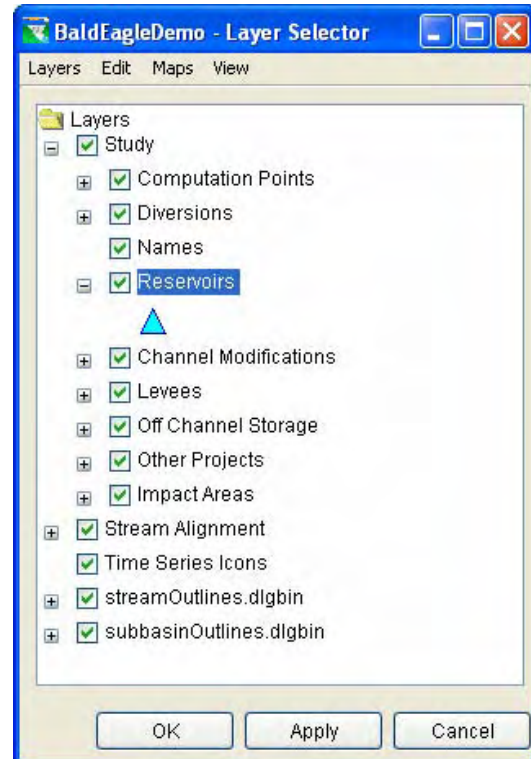 BaldEagleDemo - Layer Selector
Layers Edit Maps View
Layers
Study
Computation Points
Diversions
Names
Reservoirs
Channel Modifications
Levees
Off Channel Storage
Other Projects
Impact Areas
Stream Alignment
Time Series Icons
streamOutlines.dlgbin
subbasinOutlines.dlgbin
OK Apply Cancel